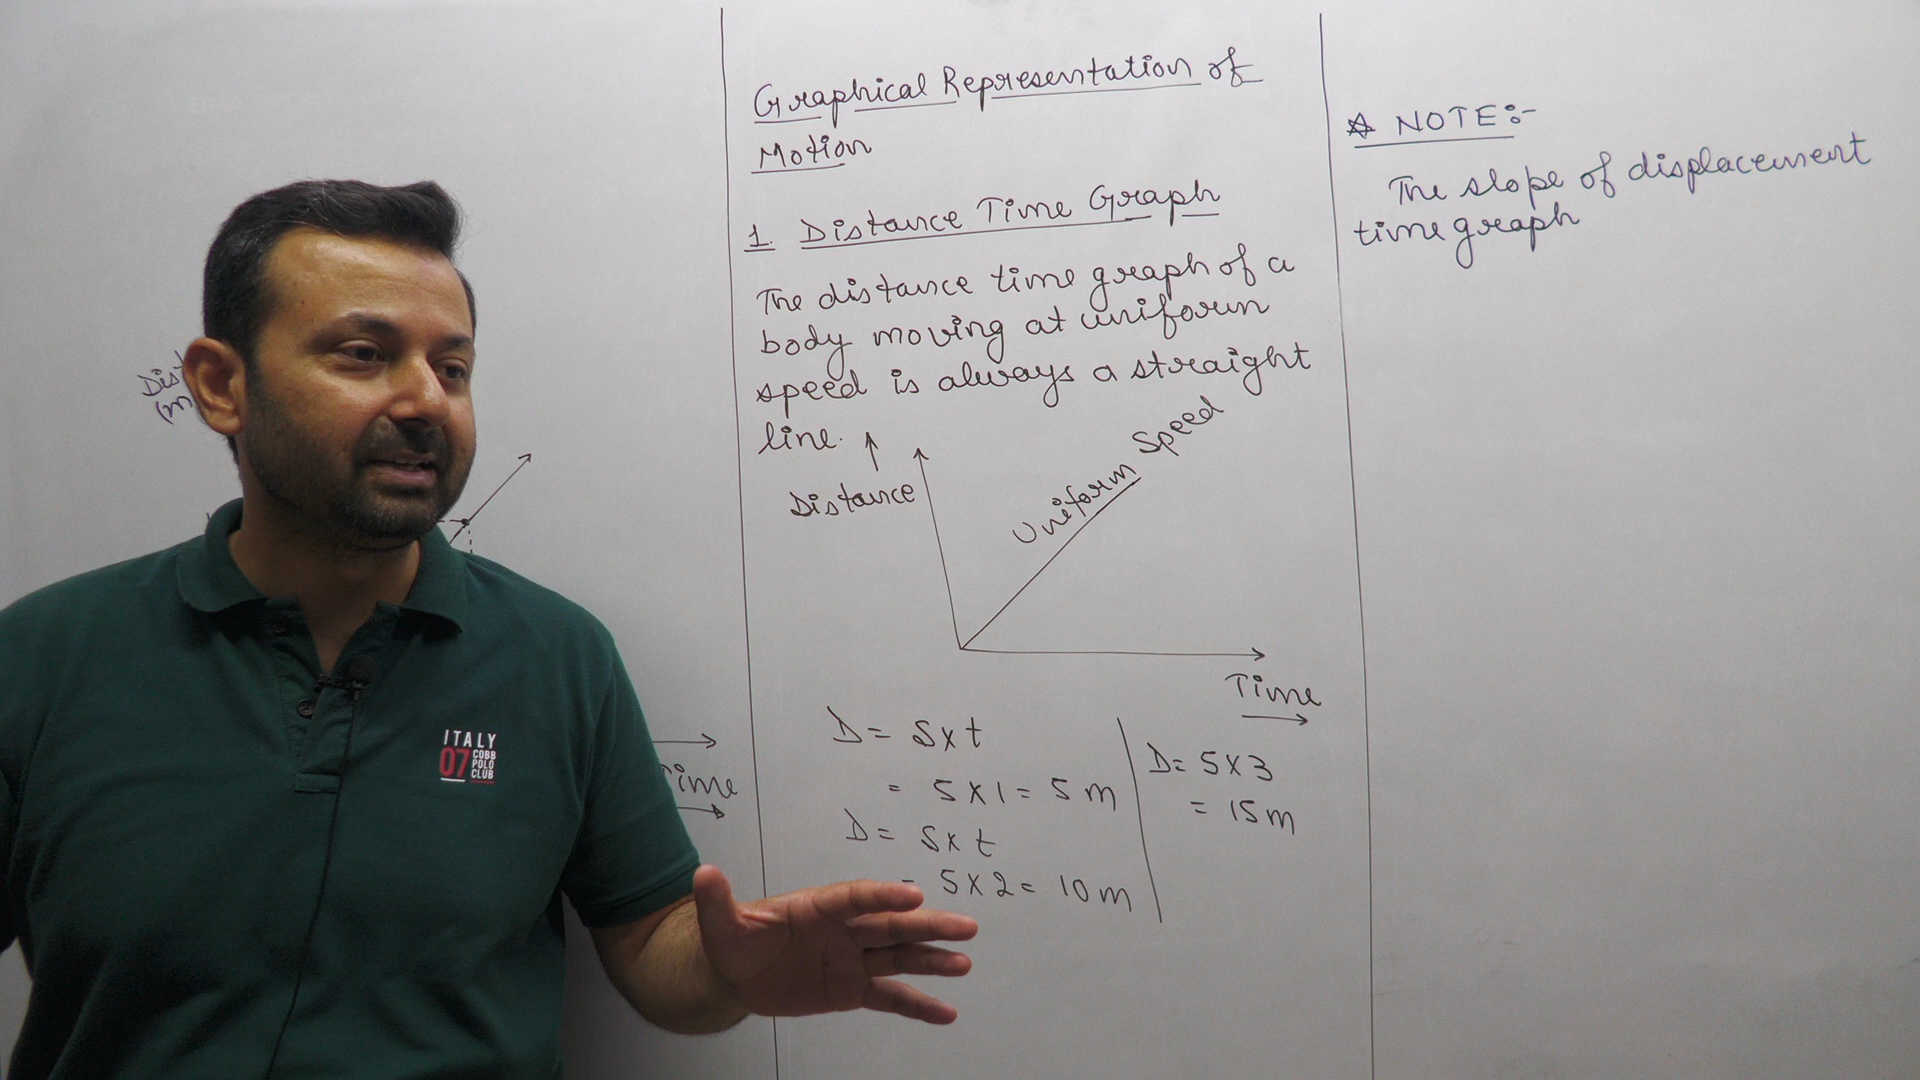 Dist
(m
Time
Graphical Representation of
Motion
1. Distance Time Graph
The distance time graph of a
body moving at uniform
speed is always a straight
line.
Distance
Uniform Speed
Time
D = S x t
= 5 x 1 = 5 m
D = S x t
= 5 x 2 = 10 m
D = 5 x 3
= 15 m
NOTE:-
The slope of displacement
time graph
ITALY
07 COBB
POLO
CLUB